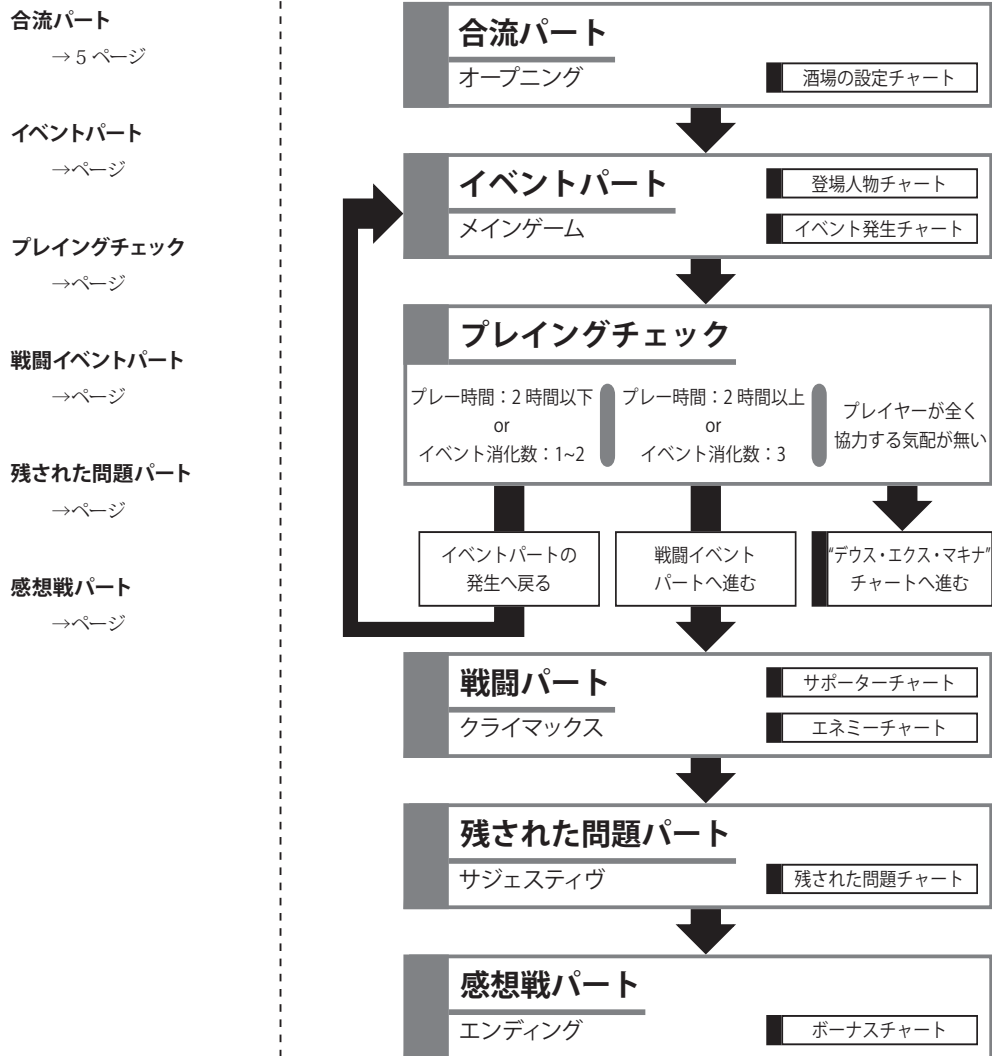 合流パート
→ 5 ページ
イベントパート
→ページ
プレイングチェック
→ページ
戦闘イベントパート
→ページ
残された問題パート
→ページ
感想戦パート
→ページ
合流パート
オープニング
酒場の設定チャート
イベントパート
メインゲーム
登場人物チャート
イベント発生チャート
プレイングチェック
プレー時間：2 時間以下
or
イベント消化数：1~2
プレー時間：2 時間以上
or
イベント消化数：3
プレイヤーが全く
協力する気配が無い
イベントパートの
発生へ戻る
戦闘イベント
パートへ進む
“デウス・エクス・マキナ”
チャートへ進む
戦闘パート
クライマックス
サポーターチャート
エネミーチャート
残された問題パート
サジェスティヴ
残された問題チャート
感想戦パート
エンディング
ボーナスチャート